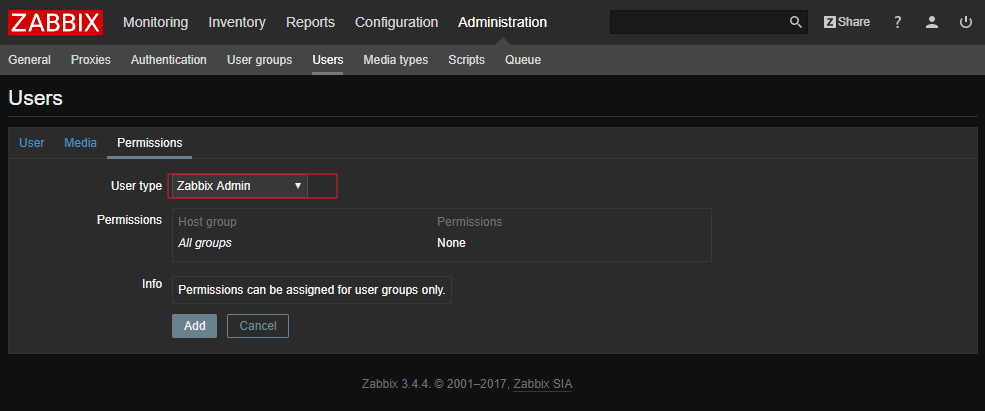 ZABBIX Monitoring Inventory Reports Configuration Administration Z Share ?
General Proxies Authentication User groups Users Media types Scripts Queue
Users
User Media Permissions
User type Zabbix Admin ▼
Permissions Host group Permissions
All groups None
Info Permissions can be assigned for user groups only.
Add Cancel
Zabbix 3.4.4. © 2001–2017, Zabbix SIA